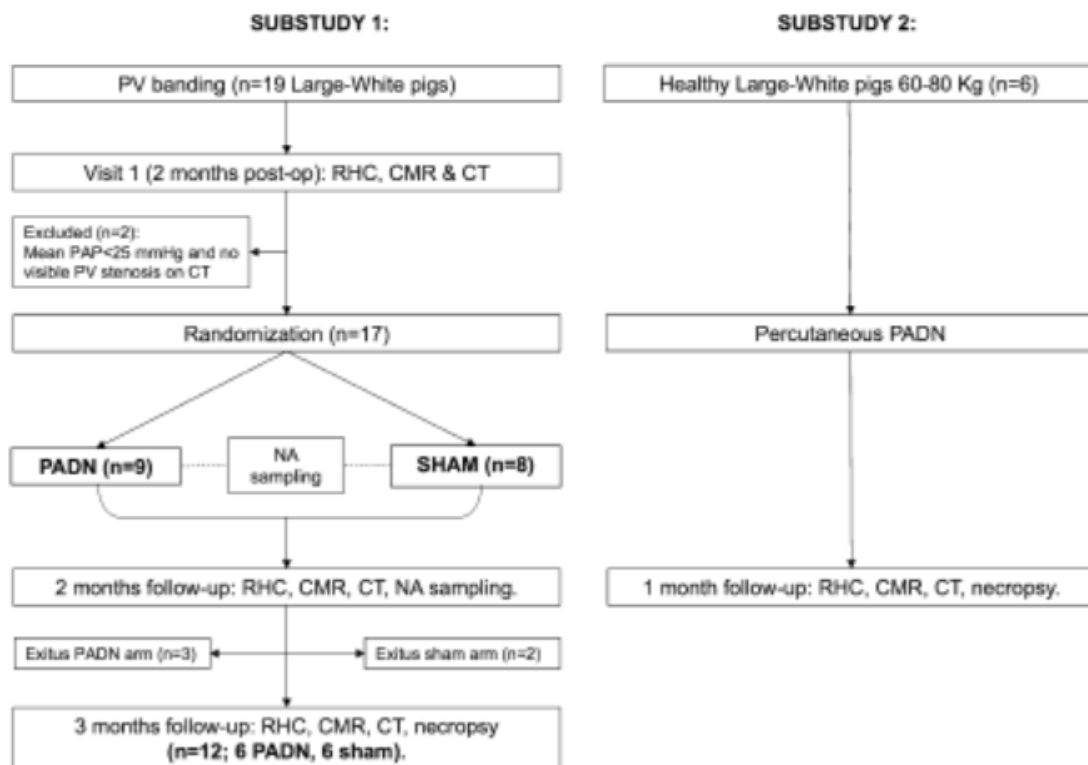 SUBSTUDY 1:
PV banding (n=19 Large-White pigs)
Visit 1 (2 months post-op): RHC, CMR & CT
Excluded (n=2):
Mean PAP<25 mmHg and no
visible PV stenosis on CT
Randomization (n=17)
PADN (n=9)
NA
sampling
SHAM (n=8)
2 months follow-up: RHC, CMR, CT, NA sampling.
Exitus PADN arm (n=3)
Exitus sham arm (n=2)
3 months follow-up: RHC, CMR, CT, necropsy
(n=12; 6 PADN, 6 sham).
SUBSTUDY 2:
Healthy Large-White pigs 60-80 Kg (n=6)
Percutaneous PADN
1 month follow-up: RHC, CMR, CT, necropsy.